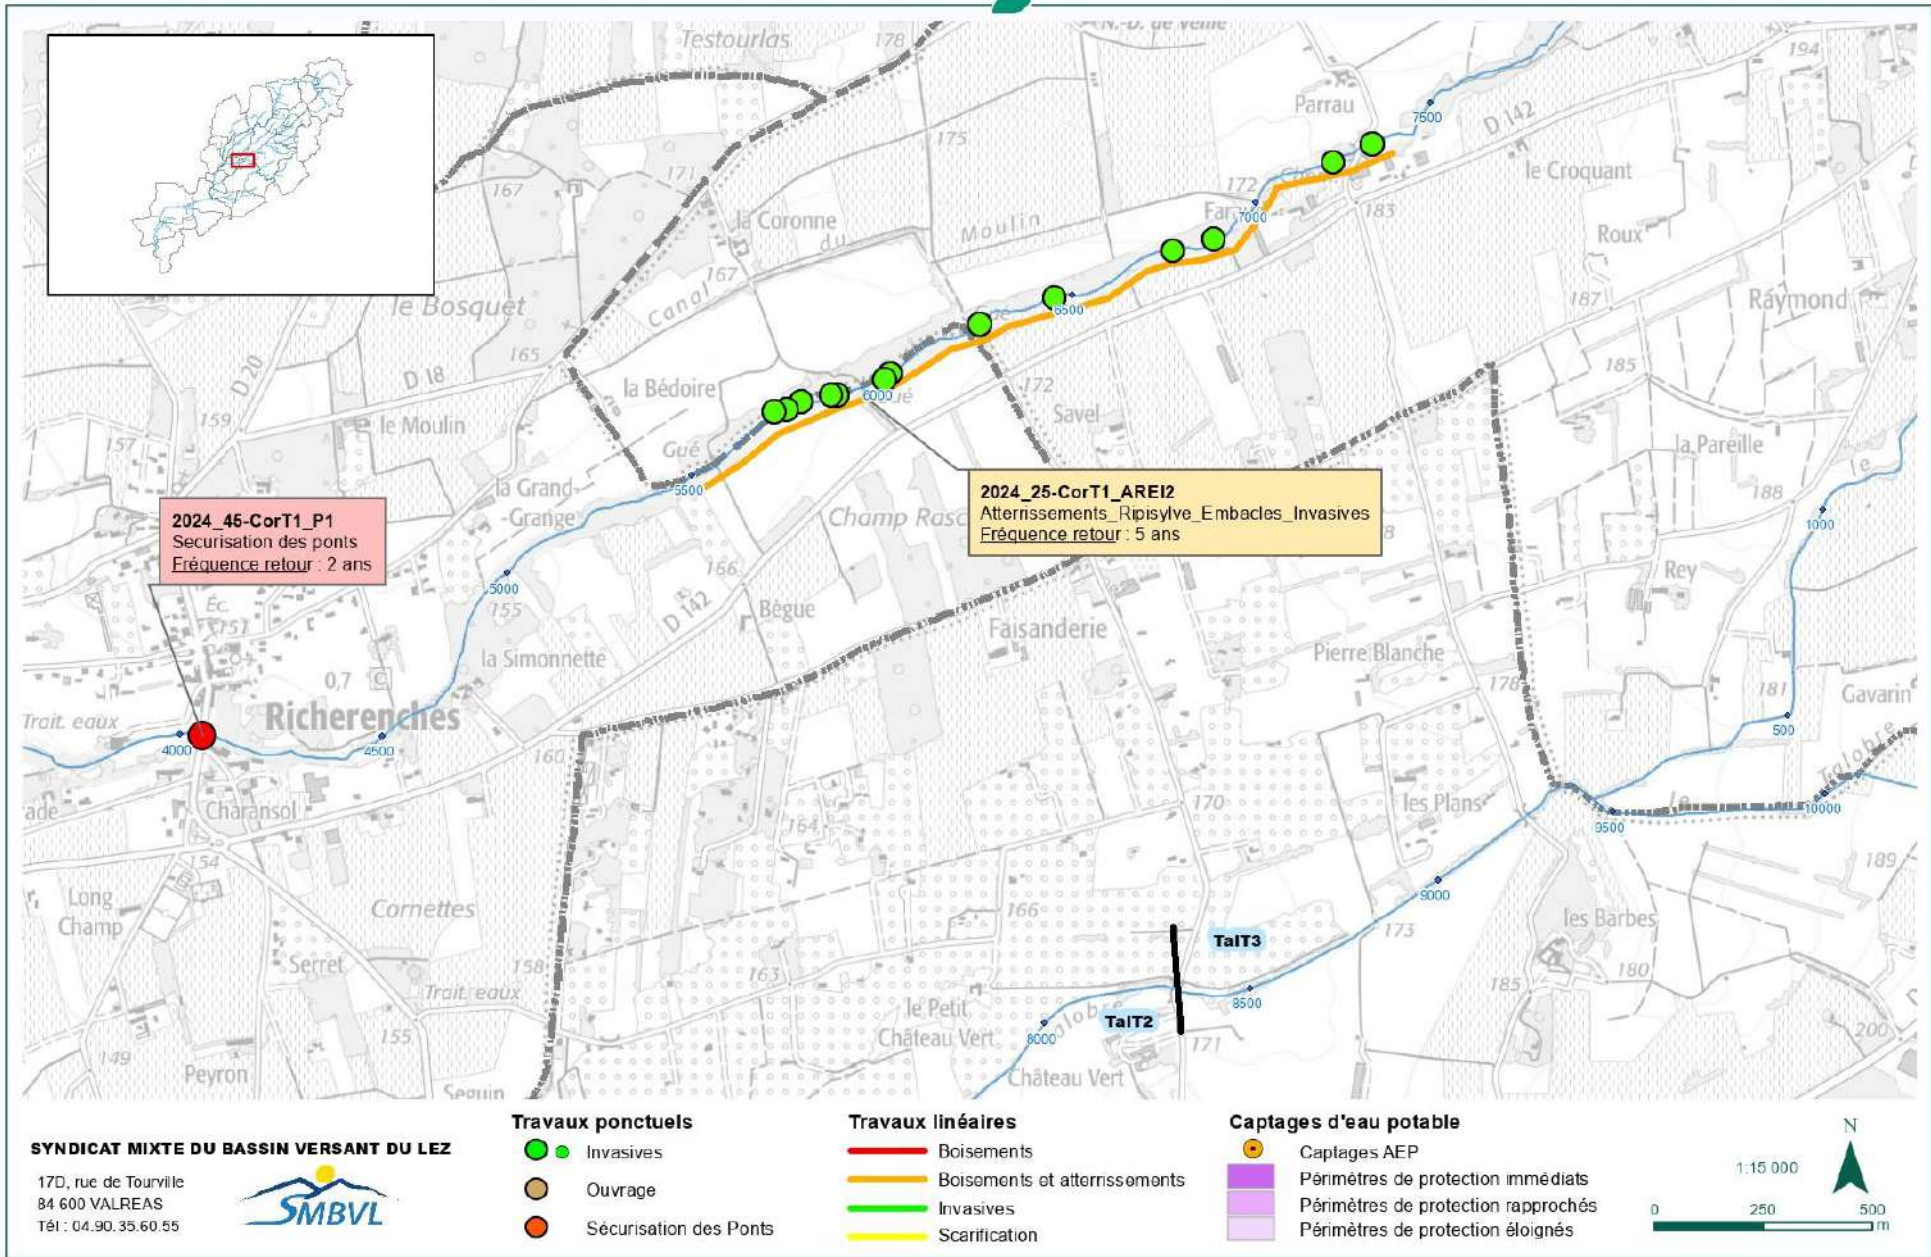 Testourlas
178
N.-D. de Veille
194
Parrau
7500
D 142
175
le Croquant
167
171
la Coronne
172
7000
183
du
Moulin
Roux
167
Canal
le Bosquet
187
Raymond
6500
165
D 20
D 18
la Bédoire
172
185
6000
Savel
159
le Moulin
157
la Pareille
Gué
5500
la Grand-
-Grange
188
le
1000
2024_45-CorT1_P1
Securisation des ponts
Fréquence retour : 2 ans
2024_25-CorT1_AREI2
Atterrissements_Ripisylve_Embacles_Invasives
Fréquence retour : 5 ans
166
Rey
5000
155
Éc.
151
D 142
Bègue
Faisanderie
la Simonnette
Pierre Blanche
0,7
C
178
181
Gavarin
Trait. eaux
Richerenches
4000
4500
500
160
Talobre
Charansol
164
170
les Plans
le
10000
9500
154
189
Long
Champ
9000
Cornettes
166
les Barbes
173
TalT3
Serret
158
163
180
185
Trait. eaux
8500
le Petit
Château Vert
TalT2
8000
200
149
155
171
Peyron
Château Vert
Seguin
SYNDICAT MIXTE DU BASSIN VERSANT DU LEZ
17D, rue de Tourville
84 600 VALREAS
Tél : 04.90.35.60.55
SMBVL
Travaux ponctuels
Invasives
Ouvrage
Sécurisation des Ponts
Travaux linéaires
Boisements
Boisements et atterrissements
Invasives
Scarification
Captages d'eau potable
Captages AEP
Périmètres de protection immédiats
Périmètres de protection rapprochés
Périmètres de protection éloignés
N
1:15 000
0 250 500
m